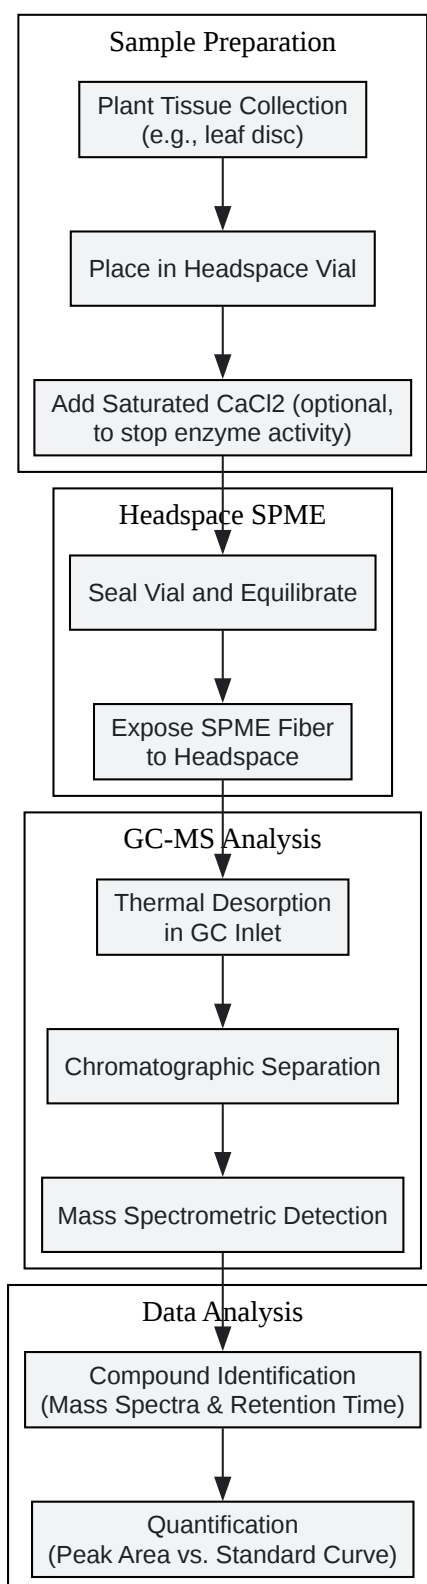 Sample Preparation
Plant Tissue Collection
(e.g., leaf disc)
Place in Headspace Vial
Add Saturated CaCl2 (optional,
to stop enzyme activity)
Headspace SPME
Seal Vial and Equilibrate
Expose SPME Fiber
to Headspace
GC-MS Analysis
Thermal Desorption
in GC Inlet
Chromatographic Separation
Mass Spectrometric Detection
Data Analysis
Compound Identification
(Mass Spectra & Retention Time)
Quantification
(Peak Area vs. Standard Curve)